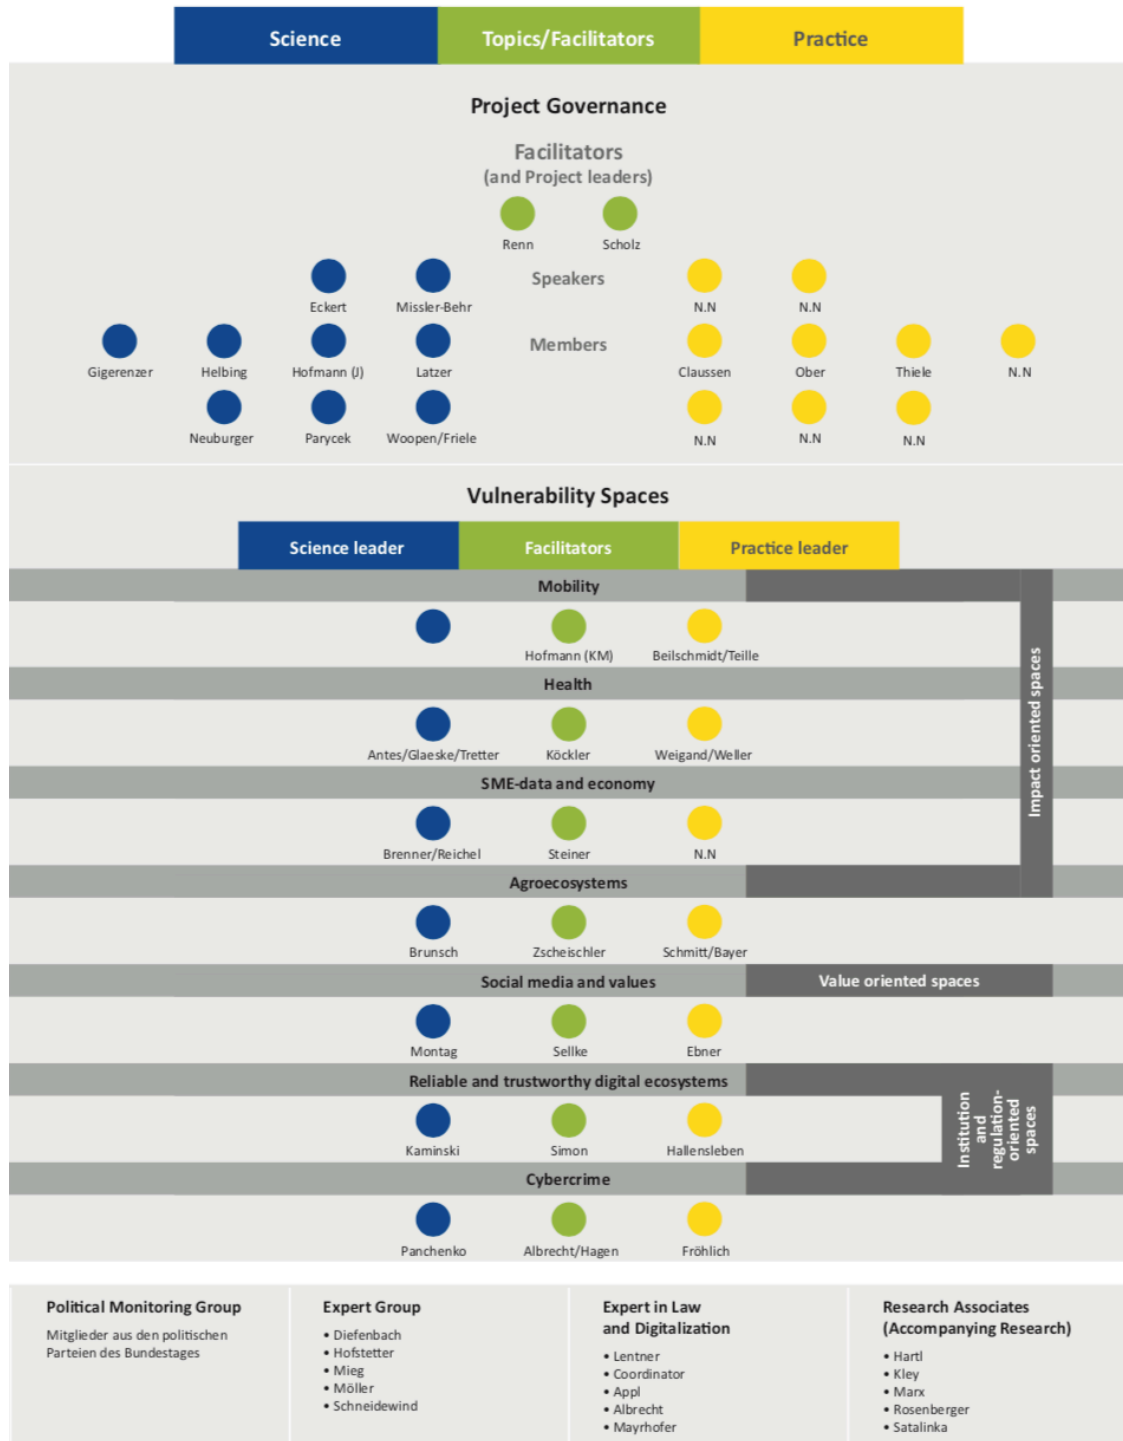 Science Topics/Facilitators Practice
Project Governance
Facilitators
(and Project leaders)
Renn Scholz
Speakers
Eckert Missler-Behr N.N N.N
Members
Gigerenzer Helbing Hofmann (J) Latzer Claussen Ober Thiele N.N
Neuburger Parycek Woopen/Friele N.N N.N N.N
Vulnerability Spaces
Science leader Facilitators Practice leader
Mobility
Hofmann (KM) Beilschmidt/Teille
Impact oriented spaces
Health
Antes/Glaeske/Tretter Köckler Weigand/Weller
SME-data and economy
Brenner/Reichel Steiner N.N
Agroecosystems
Brunsch Zscheischler Schmitt/Bayer
Social media and values Value oriented spaces
Montag Sellke Ebner
Reliable and trustworthy digital ecosystems
Kaminski Simon Hallensleben
Institution
and
regulation-
oriented
spaces
Cybercrime
Panchenko Albrecht/Hagen Fröhlich
Political Monitoring Group
Mitglieder aus den politischen
Parteien des Bundestages
Expert Group
• Diefenbach
• Hofstetter
• Mieg
• Möller
• Schneidewind
Expert in Law
and Digitalization
• Lentner
• Coordinator
• Appl
• Albrecht
• Mayrhofer
Research Associates
(Accompanying Research)
• Hartl
• Kley
• Marx
• Rosenberger
• Satalinka